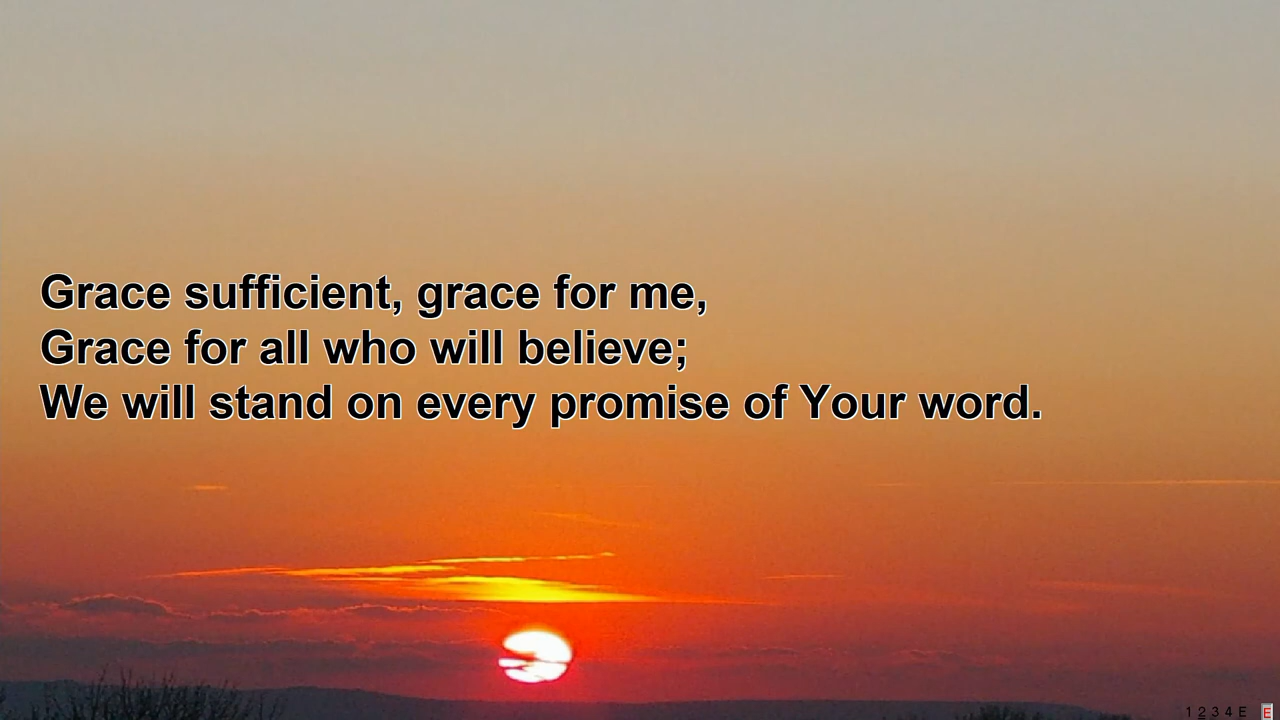 Grace sufficient, grace for me,
Grace for all who will believe;
We will stand on every promise of Your word.
1 2 3 4 E E